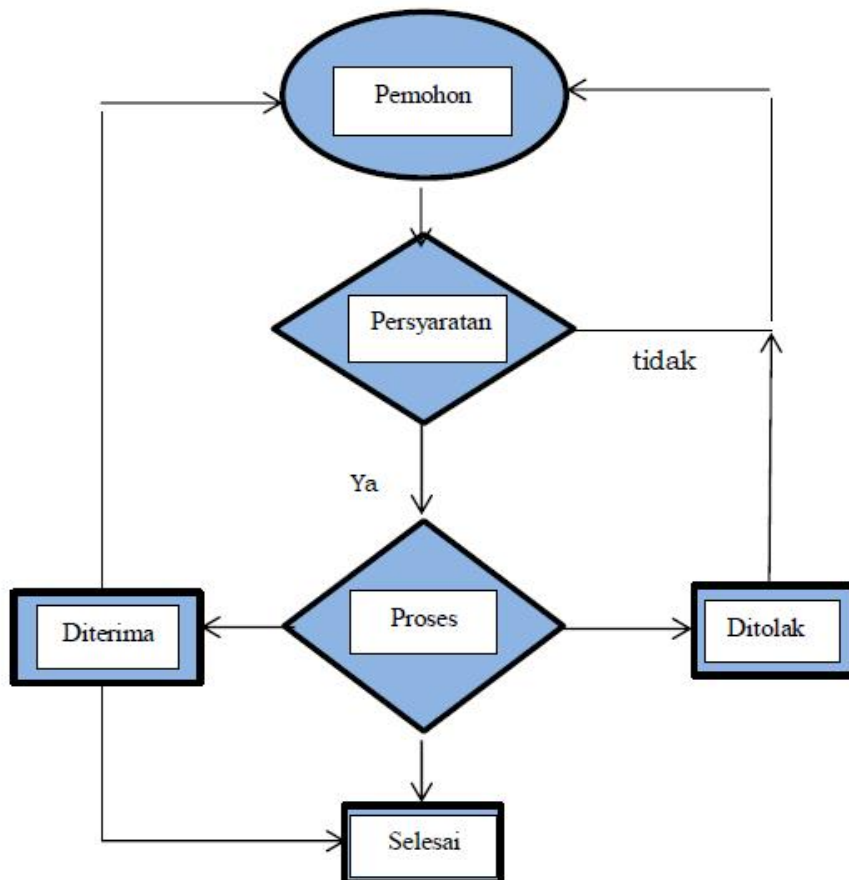 Pemohon
Persyaratan
tidak
Ya
Diterima
Proses
Ditolak
Selesai